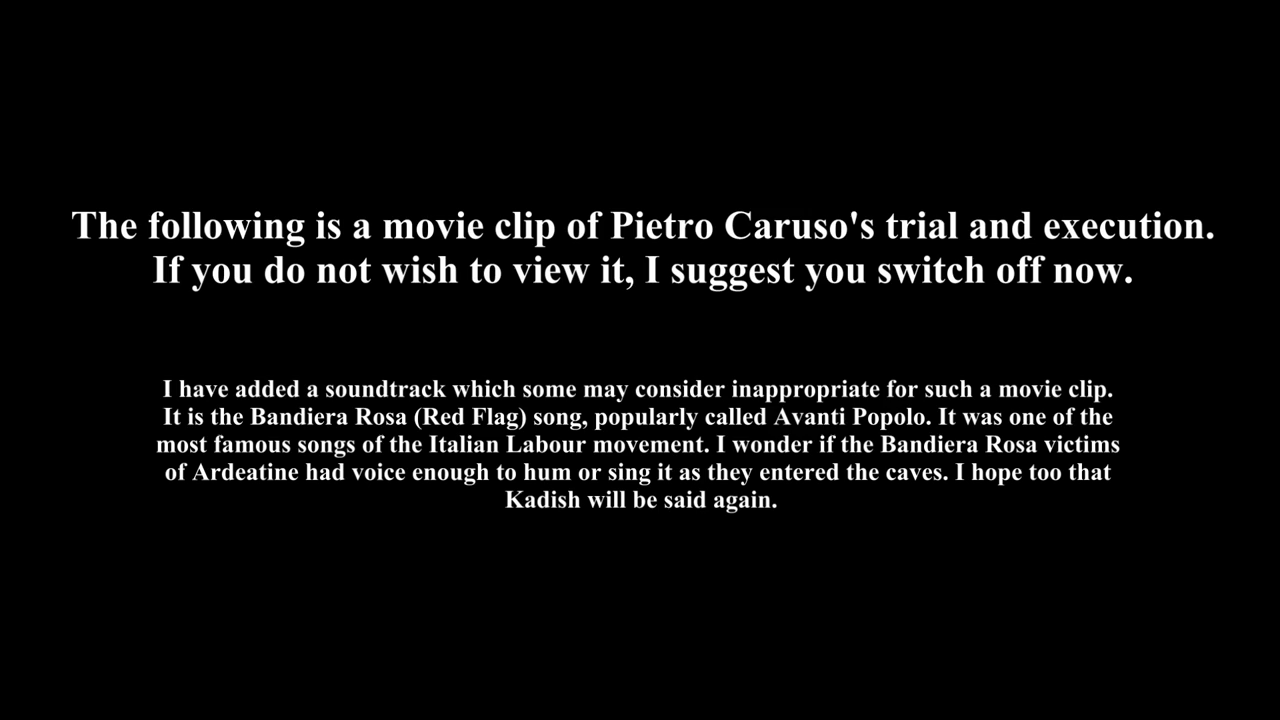 The following is a movie clip of Pietro Caruso's trial and execution.
If you do not wish to view it, I suggest you switch off now.
I have added a soundtrack which some may consider inappropriate for such a movie clip.
It is the Bandiera Rosa (Red Flag) song, popularly called Avanti Popolo. It was one of the
most famous songs of the Italian Labour movement. I wonder if the Bandiera Rosa victims
of Ardeatine had voice enough to hum or sing it as they entered the caves. I hope too that
Kadish will be said again.